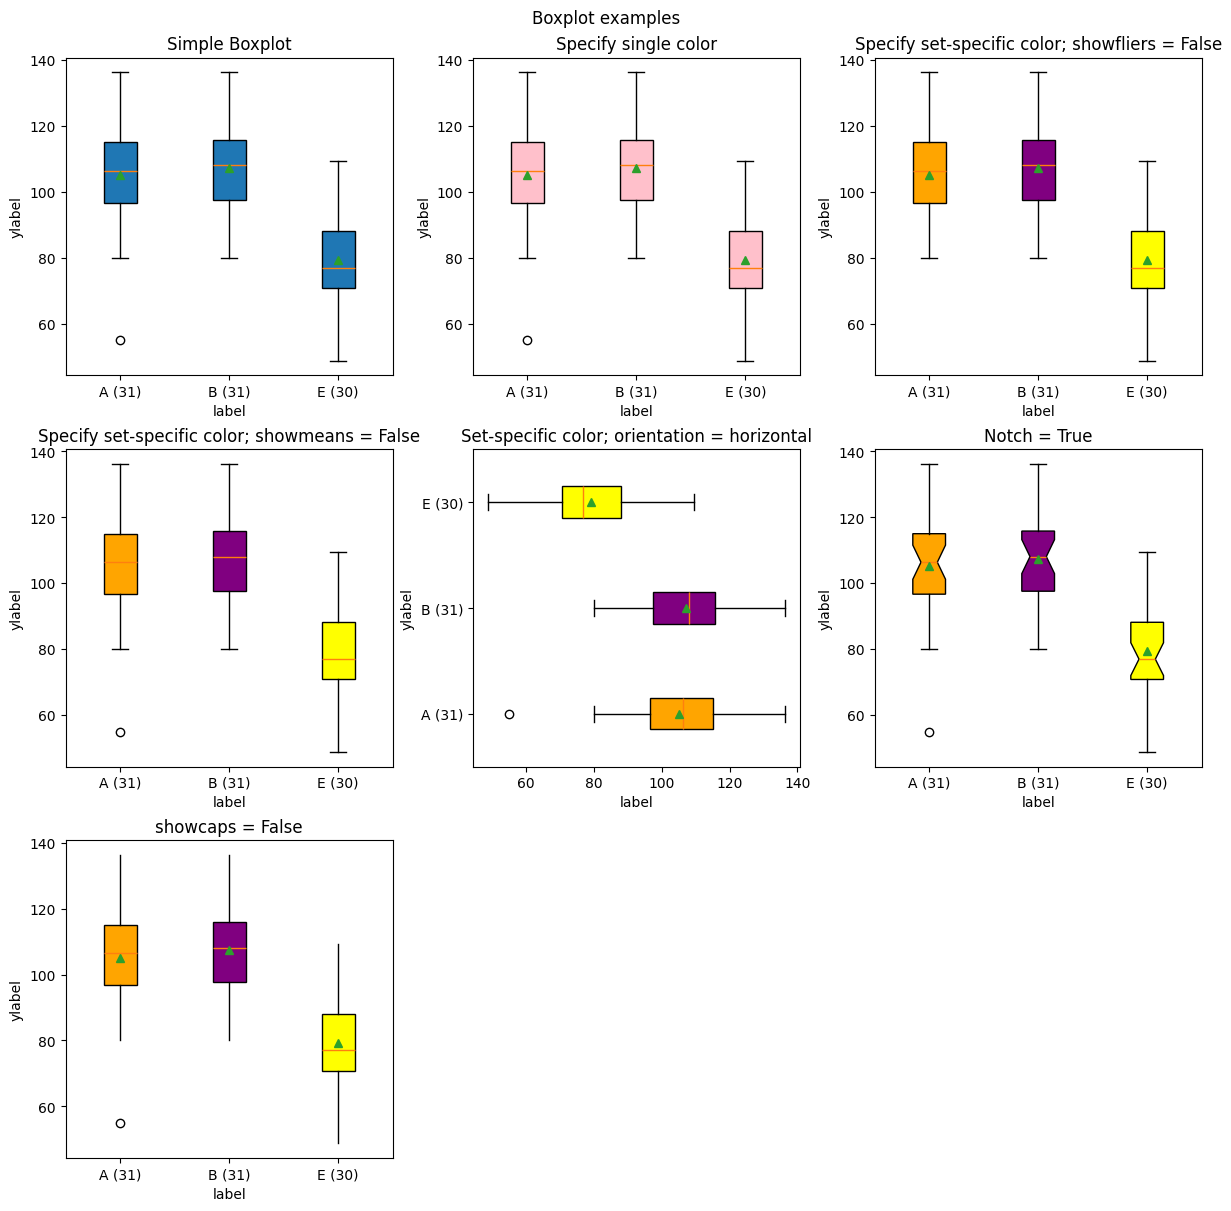 Boxplot examples
Simple Boxplot
140
120
100
80
60
ylabel
A (31) B (31) E (30)
label
Specify single color
140
120
100
80
60
ylabel
A (31) B (31) E (30)
label
Specify set-specific color; showfliers = False
140
120
100
80
60
ylabel
A (31) B (31) E (30)
label
Specify set-specific color; showmeans = False
140
120
100
80
60
ylabel
A (31) B (31) E (30)
label
Set-specific color; orientation = horizontal
E (30)
B (31)
A (31)
ylabel
60 80 100 120 140
label
Notch = True
140
120
100
80
60
ylabel
A (31) B (31) E (30)
label
showcaps = False
140
120
100
80
60
ylabel
A (31) B (31) E (30)
label